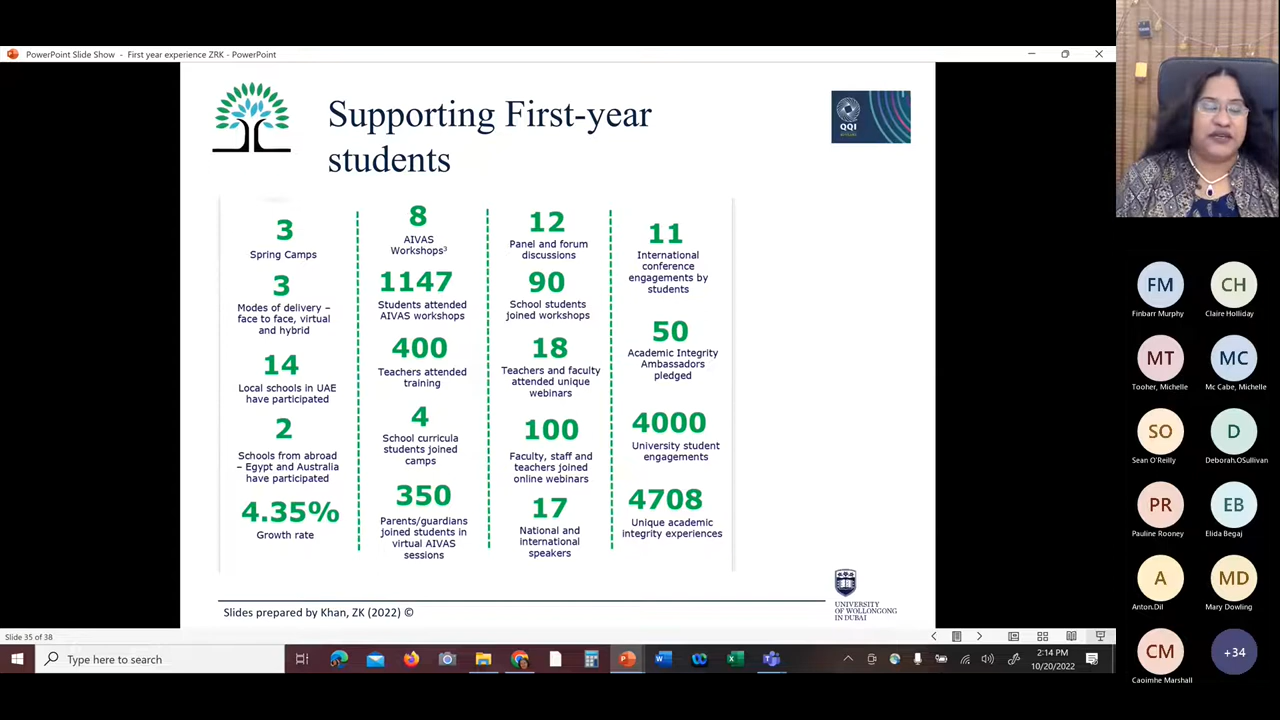 PowerPoint Slide Show - First year experience ZRK - PowerPoint
Supporting First-year
students
QQI
3
Spring Camps
3
Modes of delivery –
face to face, virtual
and hybrid
14
Local schools in UAE
have participated
2
Schools from abroad
– Egypt and Australia
have participated
4.35%
Growth rate
8
AIVAS
Workshops³
1147
Students attended
AIVAS workshops
400
Teachers attended
training
4
School curricula
students joined
camps
350
Parents/guardians
joined students in
virtual AIVAS
sessions
12
Panel and forum
discussions
90
School students
joined workshops
18
Teachers and faculty
attended unique
webinars
100
Faculty, staff and
teachers joined
online webinars
17
National and
international
speakers
11
International
conference
engagements by
students
50
Academic Integrity
Ambassadors
pledged
4000
University student
engagements
4708
Unique academic
integrity experiences
Slides prepared by Khan, ZK (2022) ©
UNIVERSITY
OF WOLLONGONG
IN DUBAI
Slide 35 of 38
Type here to search
2:14 PM
10/20/2022
FM
Finbarr Murphy
CH
Claire Holliday
MT
Tooher, Michelle
MC
Mc Cabe, Michelle
SO
Sean O'Reilly
D
Deborah.OSullivan
PR
Pauline Rooney
EB
Elida Begaj
A
Anton.Dil
MD
Mary Dowling
CM
Caoimhe Marshall
+34